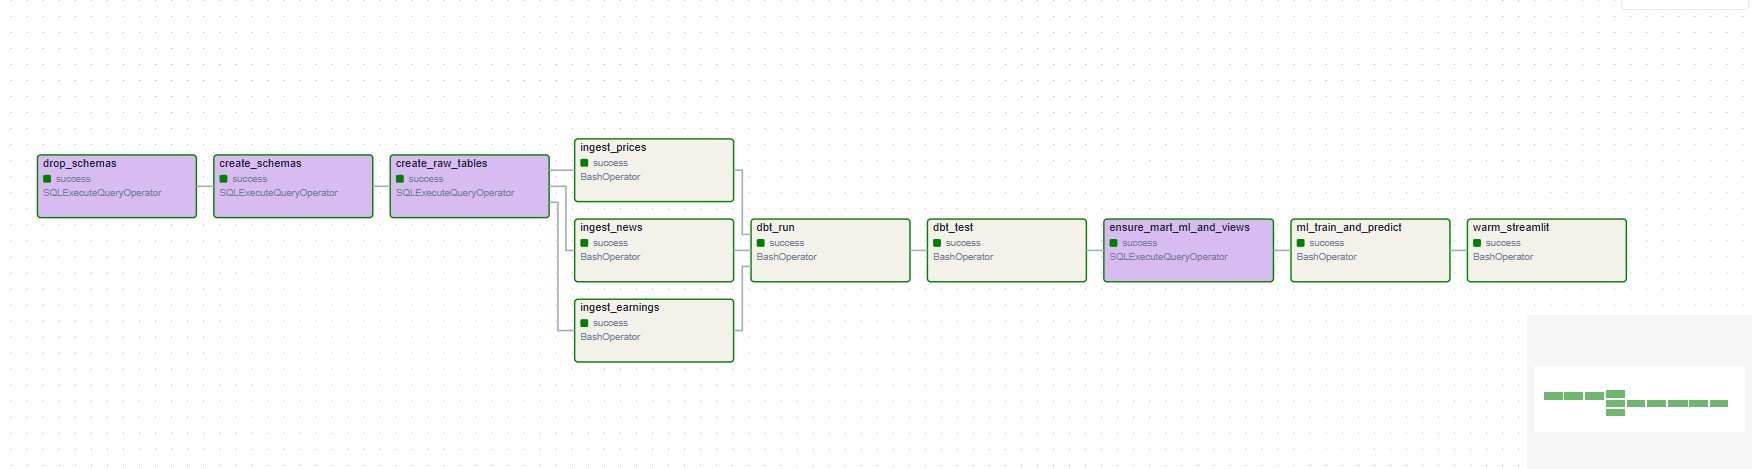 drop_schemas
success
SQLExecuteQueryOperator
create_schemas
success
SQLExecuteQueryOperator
create_raw_tables
success
SQLExecuteQueryOperator
ingest_prices
success
BashOperator
ingest_news
success
BashOperator
ingest_earnings
success
BashOperator
dbt_run
success
BashOperator
dbt_test
success
BashOperator
ensure_mart_ml_and_views
success
SQLExecuteQueryOperator
ml_train_and_predict
success
BashOperator
warm_streamlit
success
BashOperator